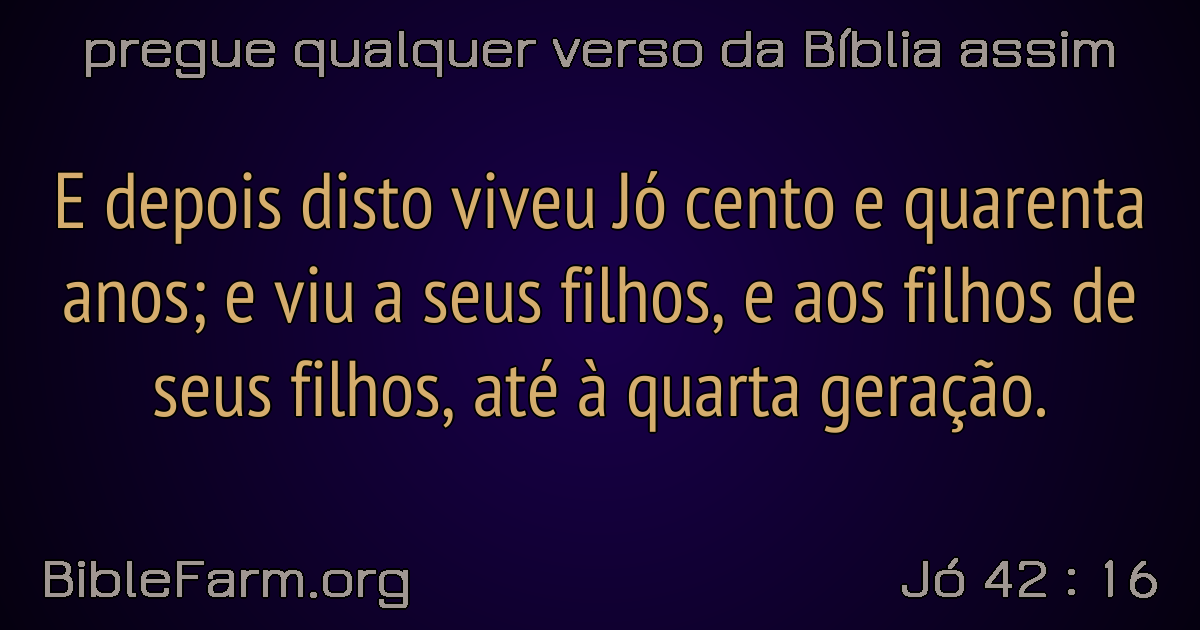 pregue qualquer verso da Bíblia assim
E depois disto viveu Jó cento e quarenta
anos; e viu a seus filhos, e aos filhos de
seus filhos, até à quarta geração.
BibleFarm.org
Jó 42 : 16